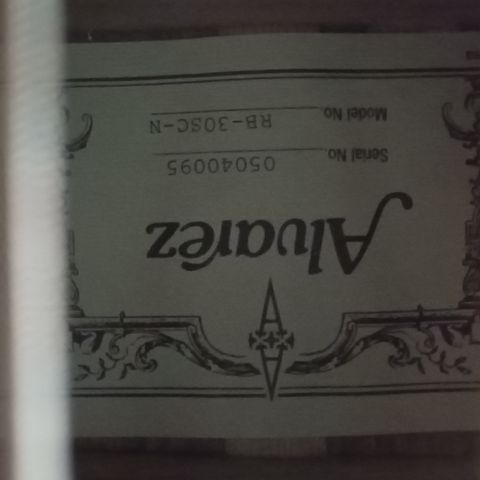 Alvarez
Serial No. 05040095
Model No. RB-30SC-N